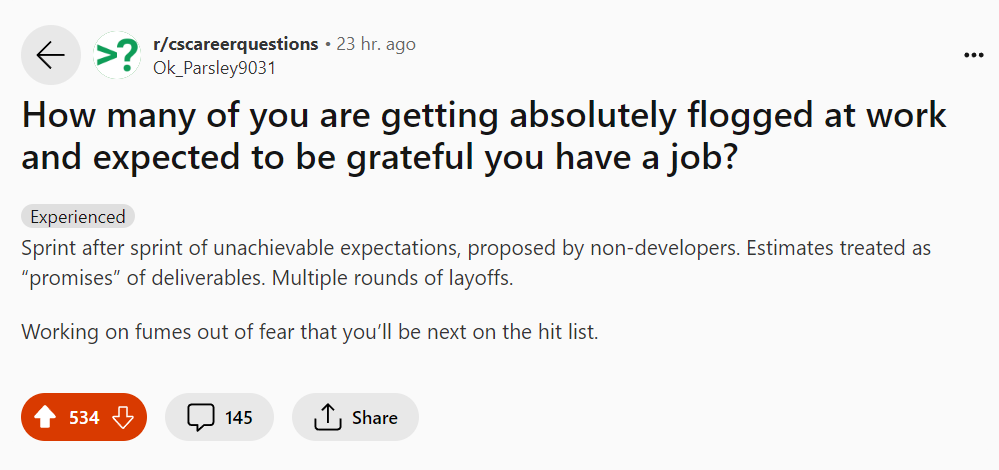 r/cscareerquestions • 23 hr. ago
Ok_Parsley9031
How many of you are getting absolutely flogged at work
and expected to be grateful you have a job?
Experienced
Sprint after sprint of unachievable expectations, proposed by non-developers. Estimates treated as
“promises” of deliverables. Multiple rounds of layoffs.
Working on fumes out of fear that you’ll be next on the hit list.
534
145
Share